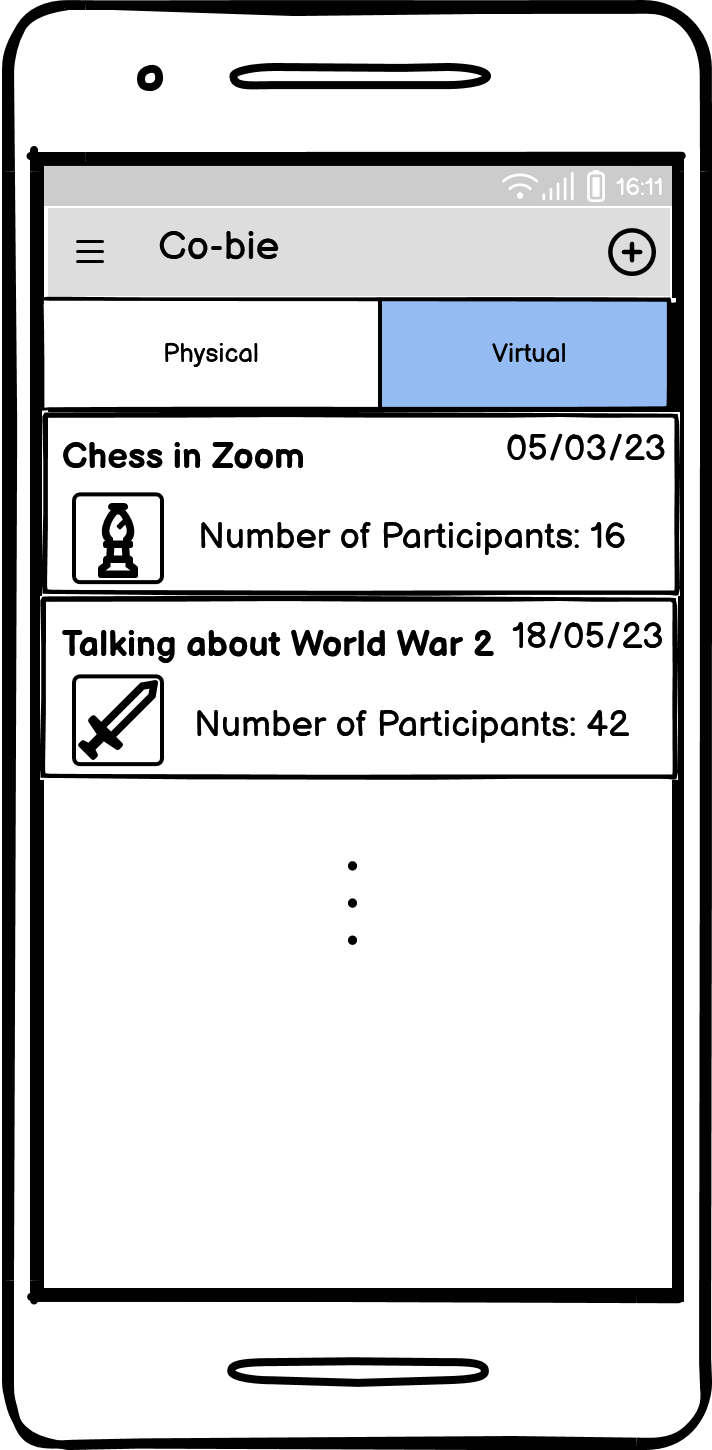 16:11
Co-bie
Physical Virtual
Chess in Zoom 05/03/23
Number of Participants: 16
Talking about World War 2 18/05/23
Number of Participants: 42